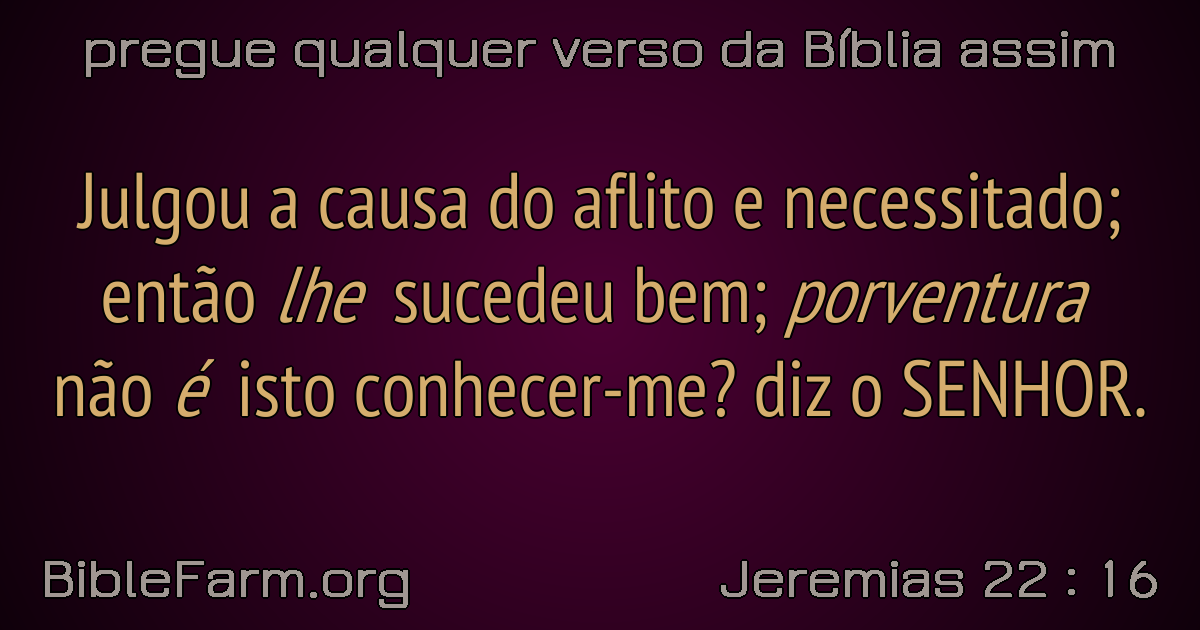 pregue qualquer verso da Bíblia assim
Julgou a causa do aflito e necessitado;
então lhe sucedeu bem; porventura
não é isto conhecer-me? diz o SENHOR.
BibleFarm.org
Jeremias 22 : 16